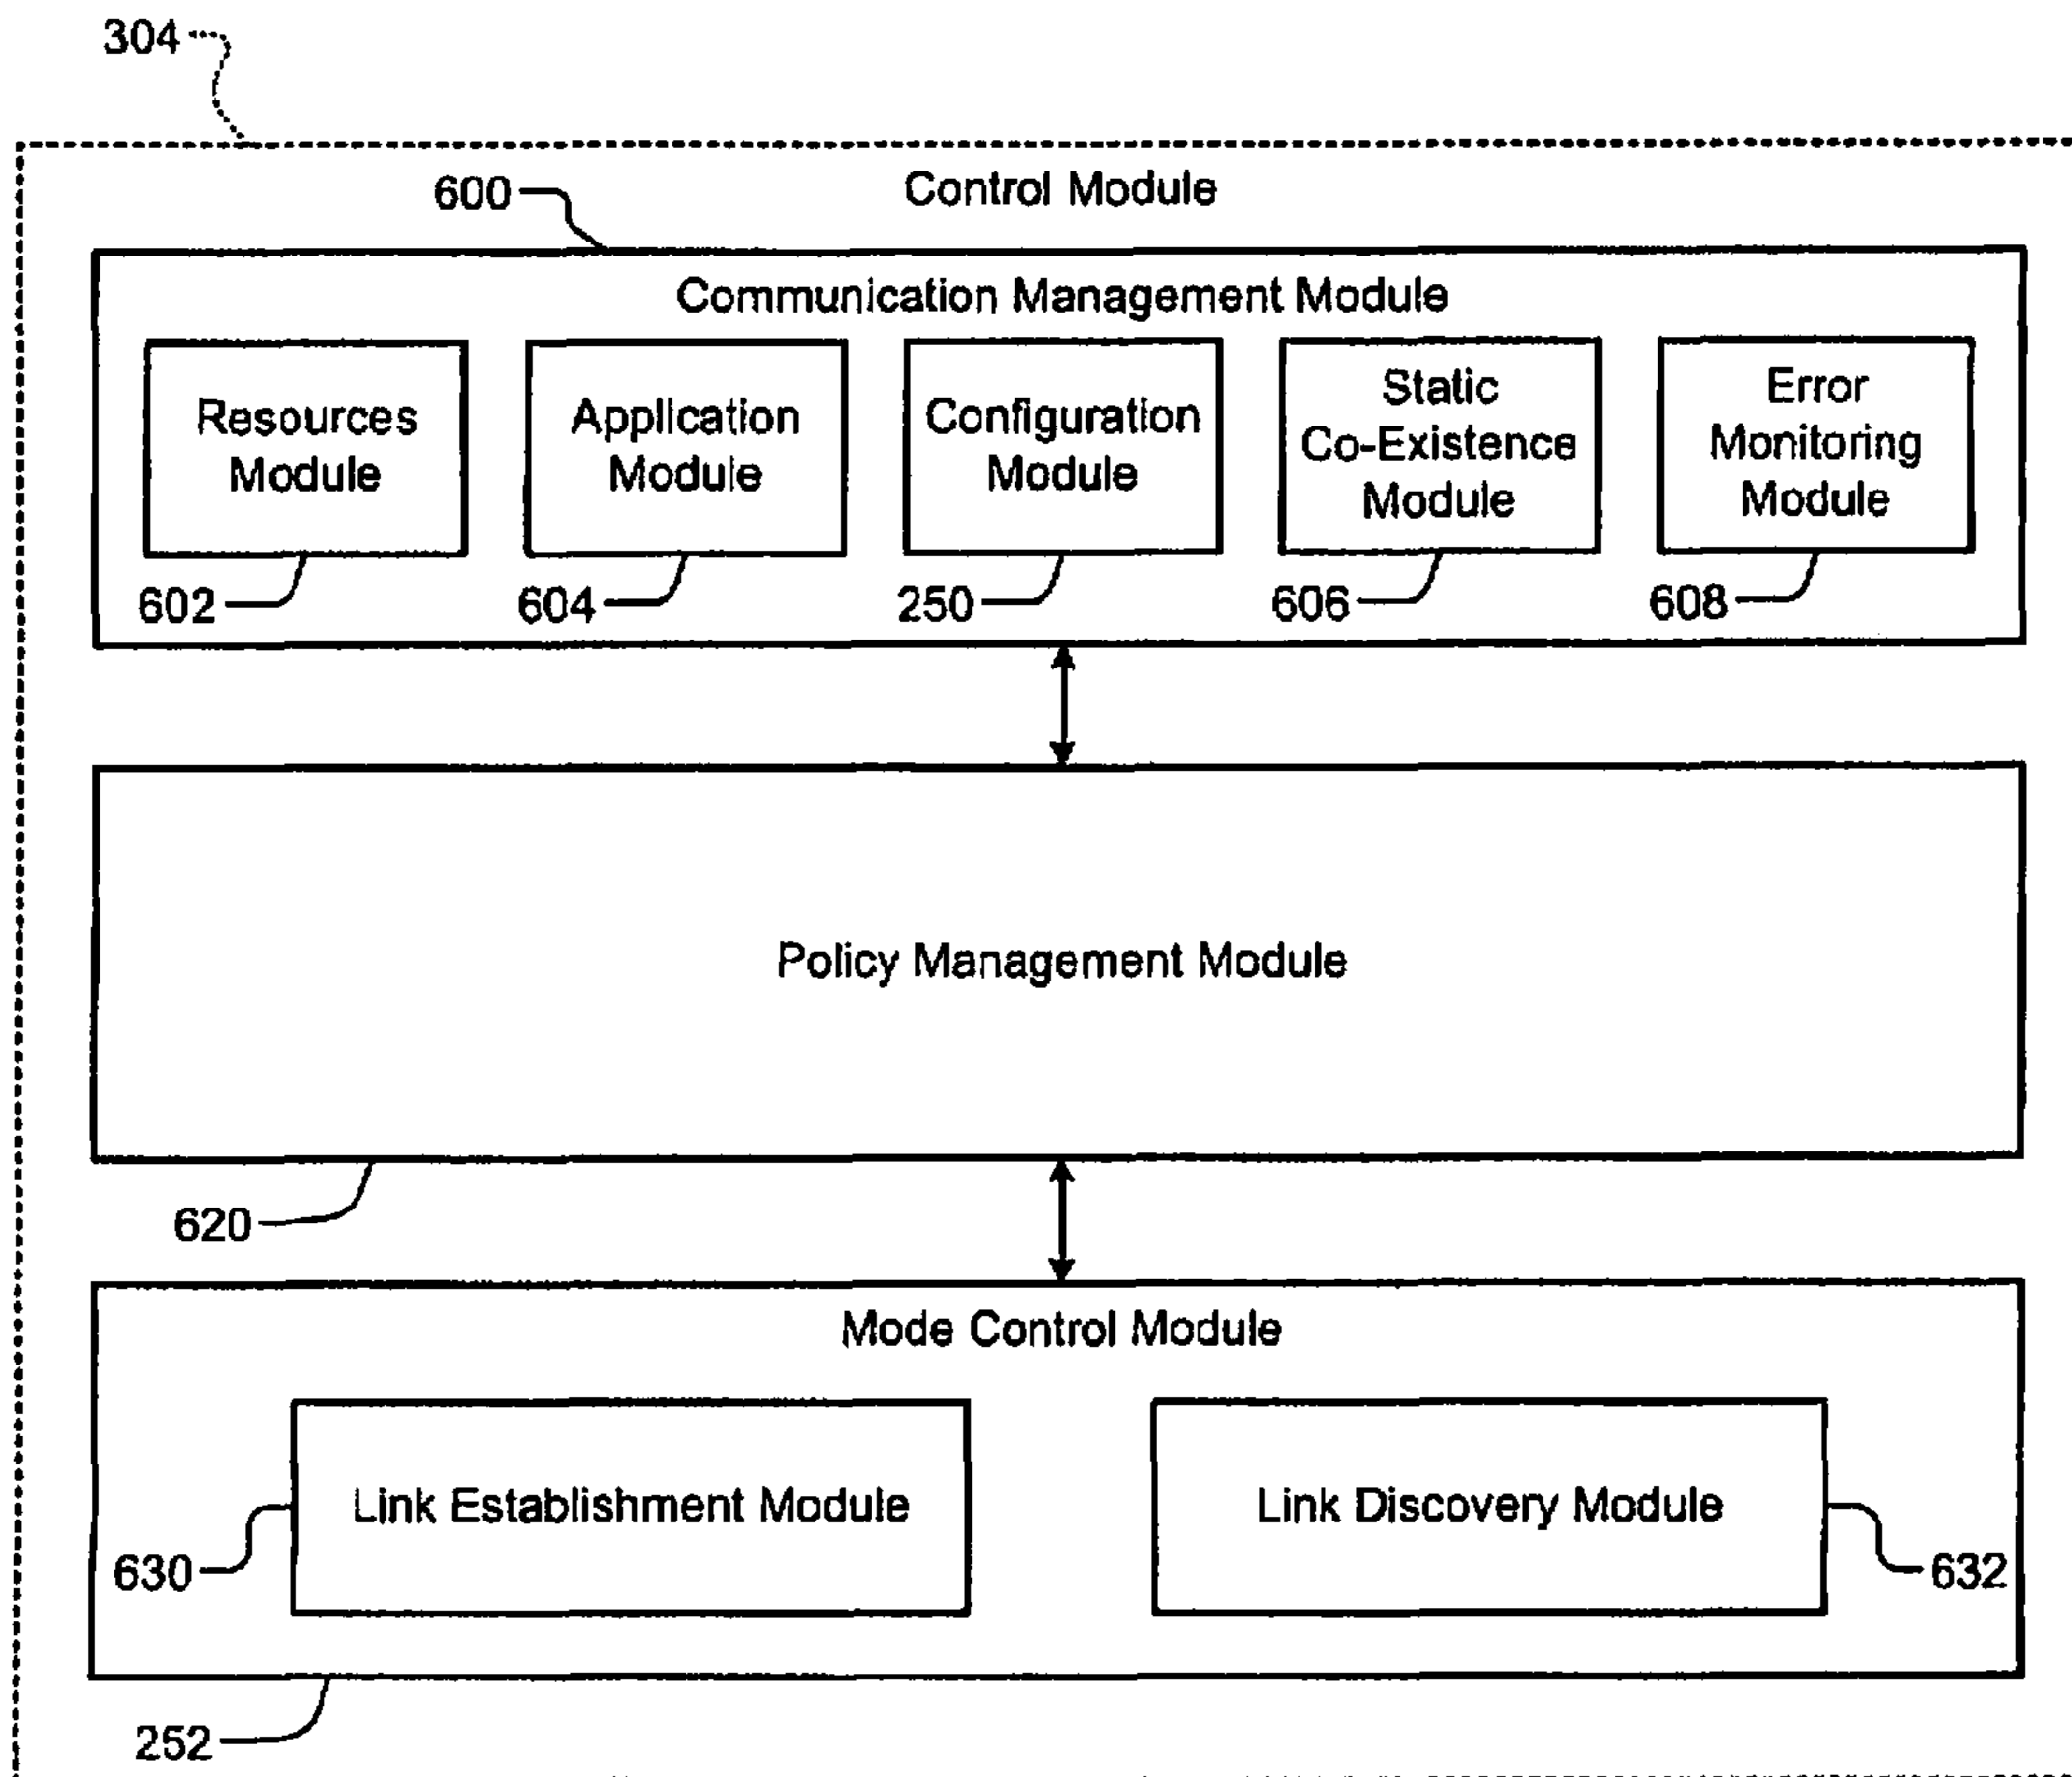 304
Control Module
600
Communication Management Module
Resources
Module
Application
Module
Configuration
Module
Static
Co-Existence
Module
Error
Monitoring
Module
602
604
250
606
608
Policy Management Module
620
Mode Control Module
Link Establishment Module
Link Discovery Module
630
632
252